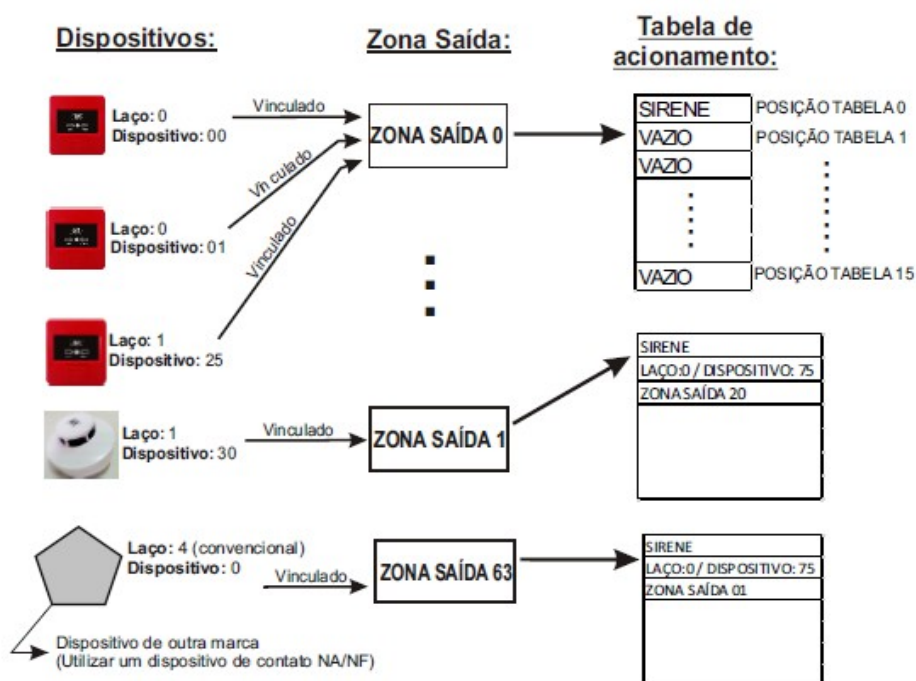 Dispositivos:
Zona Saída:
Tabela de
acionamento:
Laço: 0
Dispositivo: 00
Vinculado
ZONA SAÍDA 0
SIRENE
POSIÇÃO TABELA 0
VAZIO
POSIÇÃO TABELA 1
VAZIO
VAZIO
POSIÇÃO TABELA 15
Laço: 0
Dispositivo: 01
Vn culado
Laço: 1
Dispositivo: 25
Vinculado
Laço: 1
Dispositivo: 30
Vinculado
ZONA SAÍDA 1
SIRENE
LAÇO:0 / DISPOSITIVO: 75
ZONA SAÍDA 20
Laço: 4 (convencional)
Dispositivo: 0
Vinculado
ZONA SAÍDA 63
SIRENE
LAÇO:0 / DISPOSITIVO: 75
ZONA SAÍDA 01
Dispositivo de outra marca
(Utilizar um dispositivo de contato NA/NF)